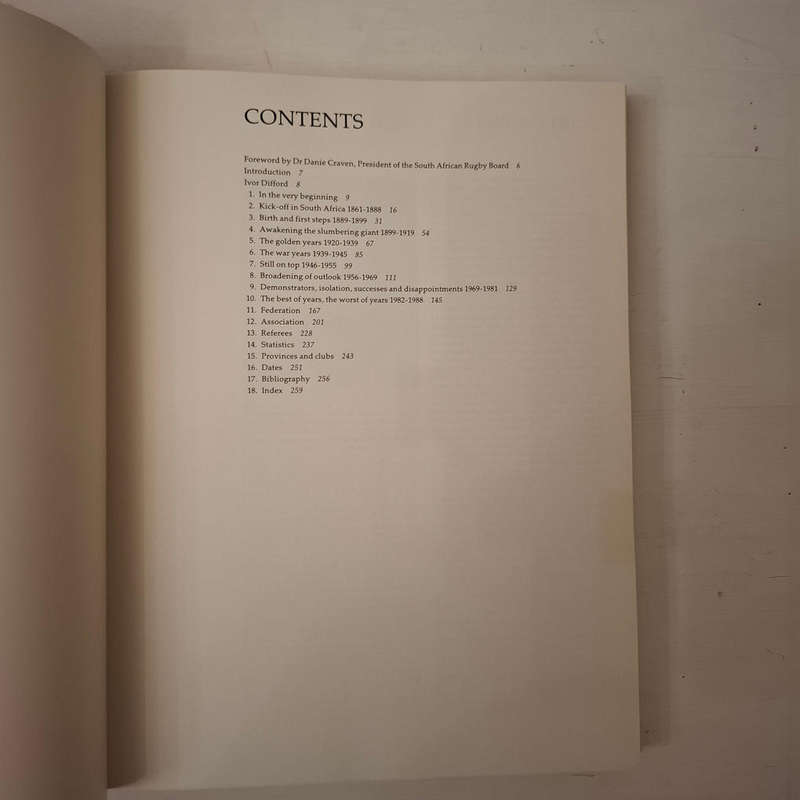 CONTENTS
Foreword by Dr Danie Craven, President of the South African Rugby Board 6
Introduction 7
Ivor Difford 8
1. In the very beginning 9
2. Kick-off in South Africa 1861-1888 16
3. Birth and first steps 1889-1899 31
4. Awakening the slumbering giant 1899-1919 54
5. The golden years 1920-1939 67
6. The war years 1939-1945 85
7. Still on top 1946-1955 99
8. Broadening of outlook 1956-1969 111
9. Demonstrators, isolation, successes and disappointments 1969-1981 129
10. The best of years, the worst of years 1982-1988 145
11. Federation 167
12. Association 201
13. Referees 228
14. Statistics 237
15. Provinces and clubs 243
16. Dates 251
17. Bibliography 256
18. Index 259